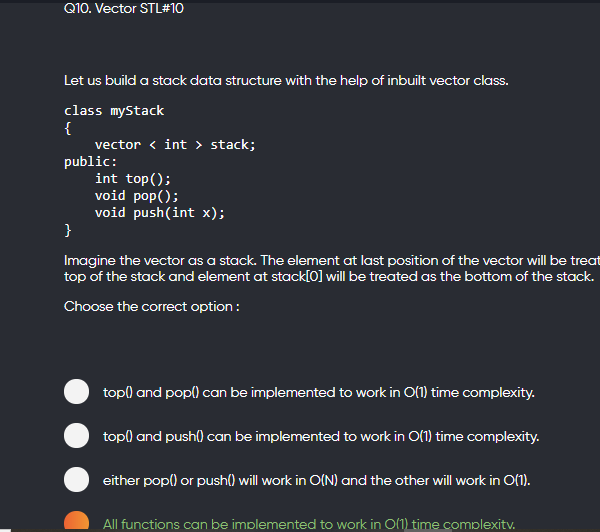 Q10. Vector STL#10
Let us build a stack data structure with the help of inbuilt vector class.
class myStack
{
    vector < int > stack;
public:
    int top();
    void pop();
    void push(int x);
}
Imagine the vector as a stack. The element at last position of the vector will be treat
top of the stack and element at stack[0] will be treated as the bottom of the stack.
Choose the correct option :
top() and pop() can be implemented to work in O(1) time complexity.
top() and push() can be implemented to work in O(1) time complexity.
either pop() or push() will work in O(N) and the other will work in O(1).
All functions can be implemented to work in O(1) time complexity.